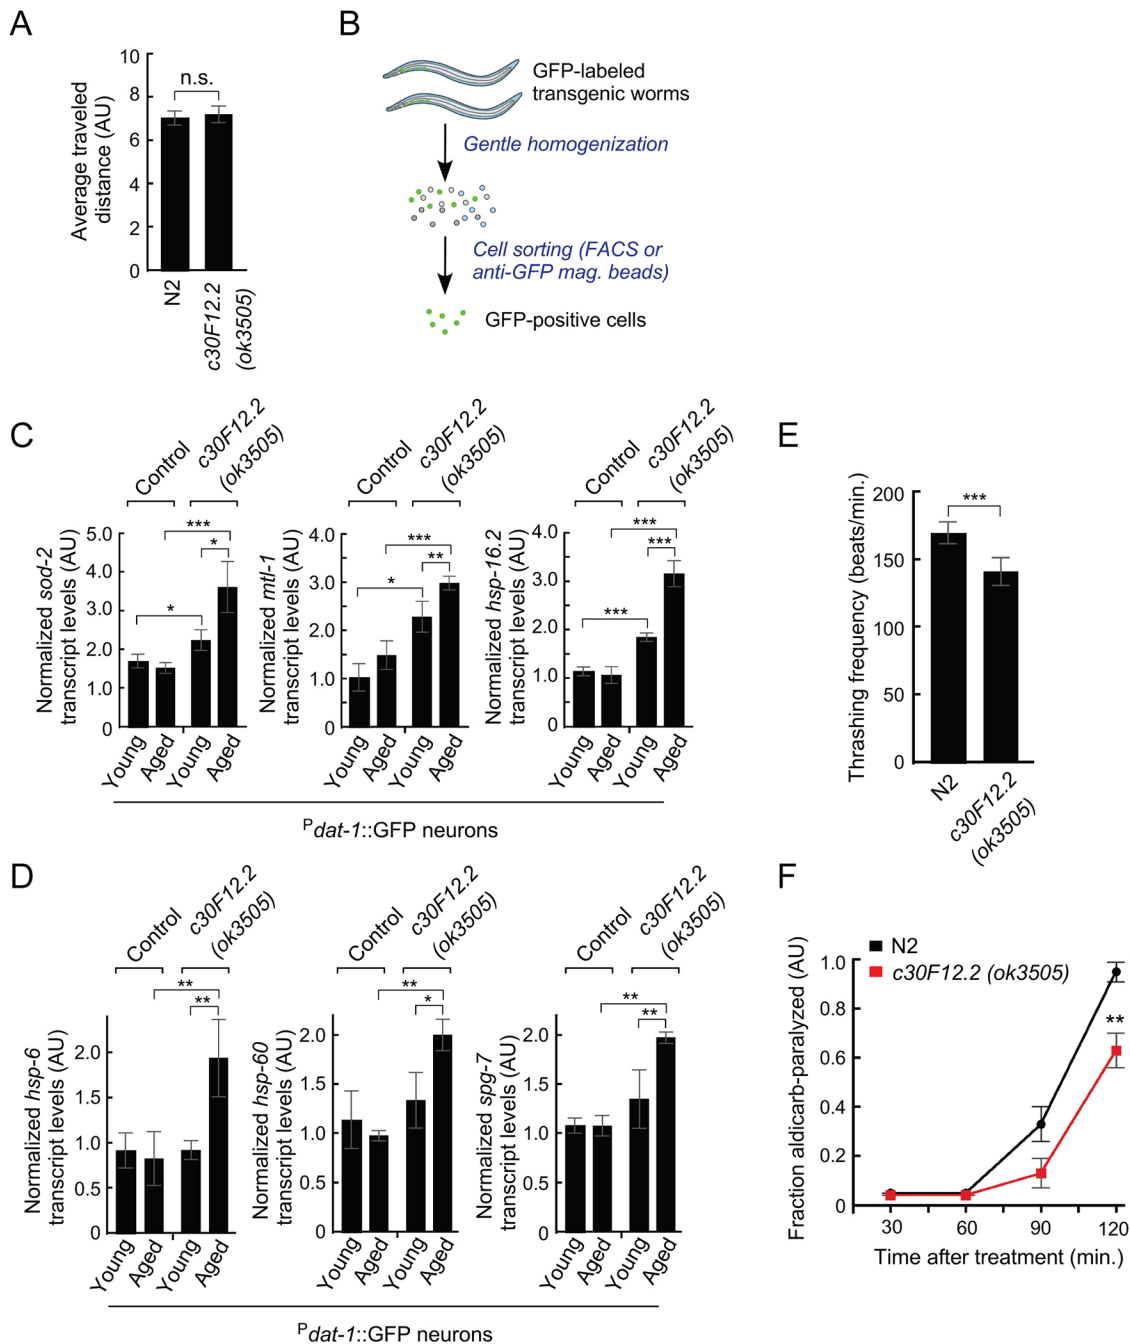 A
Average traveled
distance (AU)
10
8
6
4
2
0
n.s.
N2
c30F12.2
(ok3505)
B
GFP-labeled
transgenic worms
Gentle homogenization
Cell sorting (FACS or
anti-GFP mag. beads)
GFP-positive cells
C
Control
c30F12.2
(ok3505)
Normalized sod-2
transcript levels (AU)
5.0
4.0
3.0
2.0
1.0
0
***
*
*
Young
Aged
Young
Aged
Control
c30F12.2
(ok3505)
Normalized mtl-1
transcript levels (AU)
4.0
3.0
2.0
1.0
0
***
**
*
Young
Aged
Young
Aged
Control
c30F12.2
(ok3505)
Normalized hsp-16.2
transcript levels (AU)
4.0
3.0
2.0
1.0
0
***
***
***
Young
Aged
Young
Aged
Pdat-1::GFP neurons
D
Control
c30F12.2
(ok3505)
Normalized hsp-6
transcript levels (AU)
2.0
1.0
0.5
0
**
**
Young
Aged
Young
Aged
Control
c30F12.2
(ok3505)
Normalized hsp-60
transcript levels (AU)
2.0
1.0
0.5
0
**
*
Young
Aged
Young
Aged
Control
c30F12.2
(ok3505)
Normalized spg-7
transcript levels (AU)
2.0
1.0
0.5
0
**
**
Young
Aged
Young
Aged
Pdat-1::GFP neurons
E
Thrashing frequency (beats/min.)
200
150
100
50
0
***
N2
c30F12.2
(ok3505)
F
N2
c30F12.2 (ok3505)
Fraction aldicarb-paralyzed (AU)
1.0
0.8
0.6
0.4
0.2
0
**
30
60
90
120
Time after treatment (min.)